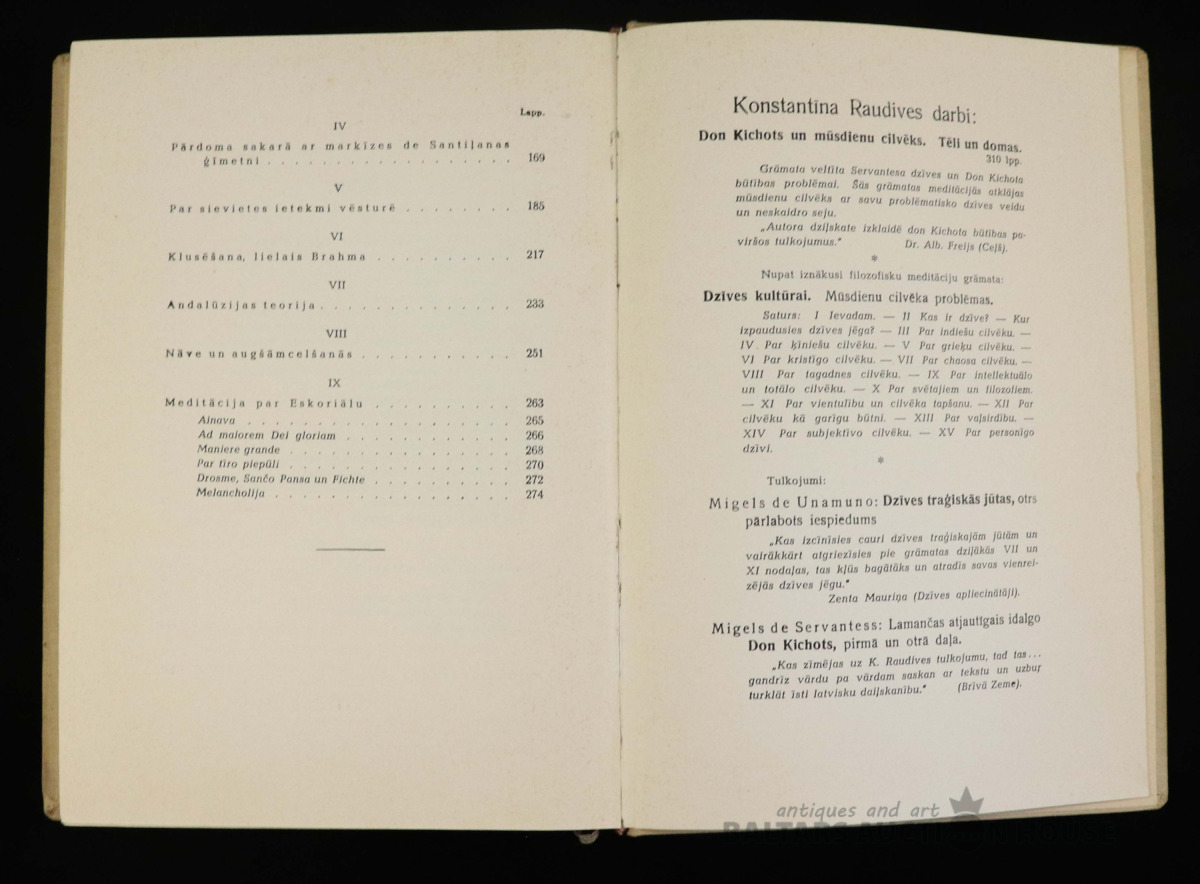 Lapp.
IV
Pārdoma sakarā ar markīzes de Santiļanas
ģīmetni . . . . . . . . . . . . . . . . . . 169
V
Par sievietes ietekmi vēsturē . . . . . . . . 185
VI
Klusēšana, lielais Brahma . . . . . . . . . . 217
VII
Andalūzijas teorija . . . . . . . . . . . . . . 233
VIII
Nāve un augšāmcelšanās . . . . . . . . . . . 251
IX
Meditācija par Eskoriālu . . . . . . . . . . 263
Ainava . . . . . . . . . . . . . . . . . . 265
Ad maiorem Dei gloriam . . . . . . . . . . . 266
Maniere grande . . . . . . . . . . . . . . . 268
Par tīro piepūli . . . . . . . . . . . . . . . 270
Drosme, Sančo Pansa un Fichte . . . . . . . . . . 272
Melancholija . . . . . . . . . . . . . . . . 274
Konstantīna Raudives darbi:
Don Ķichots un mūsdienu cilvēks. Tēli un domas.
310 lpp.
Grāmata veltīta Servantesa dzīves un Don Kichota
būtības problēmai. Šās grāmatas meditācijās atklājas
mūsdienu cilvēks ar savu problēmatisko dzīves veidu
un neskaidro seju.
„Autora dziļskate izklaidē don Kichota būtības pa-
viršos tulkojumus." Dr. Alb. Freijs (Ceļš).
*
Nupat iznākusi filozofisku meditāciju grāmata:
Dzīves kultūrai. Mūsdienu cilvēka problēmas.
Saturs: I Ievadam. — II Kas ir dzīve? — Kur
izpaudusies dzīves jēga? — III Par indiešu cilvēku. —
IV Par ķīniešu cilvēku. — V Par grieķu cilvēku. —
VI Par kristīgo cilvēku. — VII Par chaosa cilvēku. —
VIII Par tagadnes cilvēku. — IX Par intellektuālo
un totālo cilvēku. — X Par svētajiem un filozofiem.
— XI Par vientulību un cilvēka tapšanu. — XII Par
cilvēku kā garīgu būtni. — XIII Par vaļsirdību. —
XIV Par subjektīvo cilvēku. — XV Par personīgo
dzīvi.
*
Tulkojumi:
Migels de Unamuno: Dzīves traģiskās jūtas, otrs
pārlabots iespiedums
„Kas izcīnīsies cauri dzīves traģiskajām jūtām un
vairākkārt atgriezīsies pie grāmatas dziļākās VII un
XI nodaļas, tas kļūs bagātāks un atradīs savas vienrei-
zējās dzīves jēgu."
Zenta Mauriņa (Dzīves apliecinātāji).
Migels de Servantess: Lamančas atjautīgais idalgo
Don Ķichots, pirmā un otrā daļa.
„Kas zīmējas uz K. Raudives tulkojumu, tad tas...
gandrīz vārdu pa vārdam saskan ar tekstu un uzbuŗ
turklāt īsti latvisku daiļskanību." (Brīvā Zeme).
antiques and art
BALTARS AUCTION HOUSE